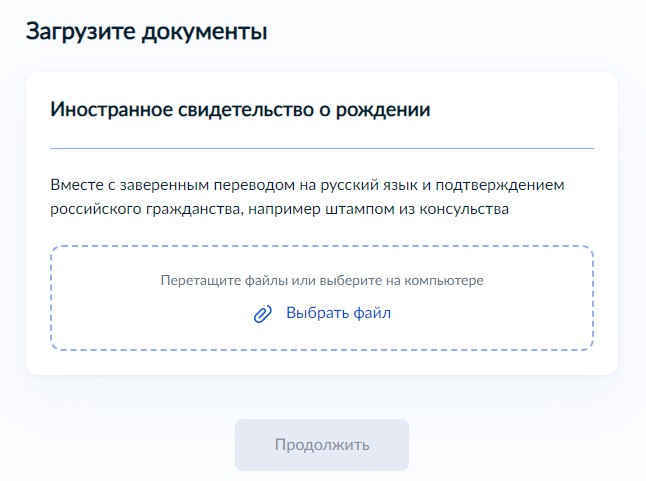 Загрузите документы
Иностранное свидетельство о рождении
Вместе с заверенным переводом на русский язык и подтверждением
российского гражданства, например штампом из консульства
Перетащите файлы или выберите на компьютере
Выбрать файл
Продолжить